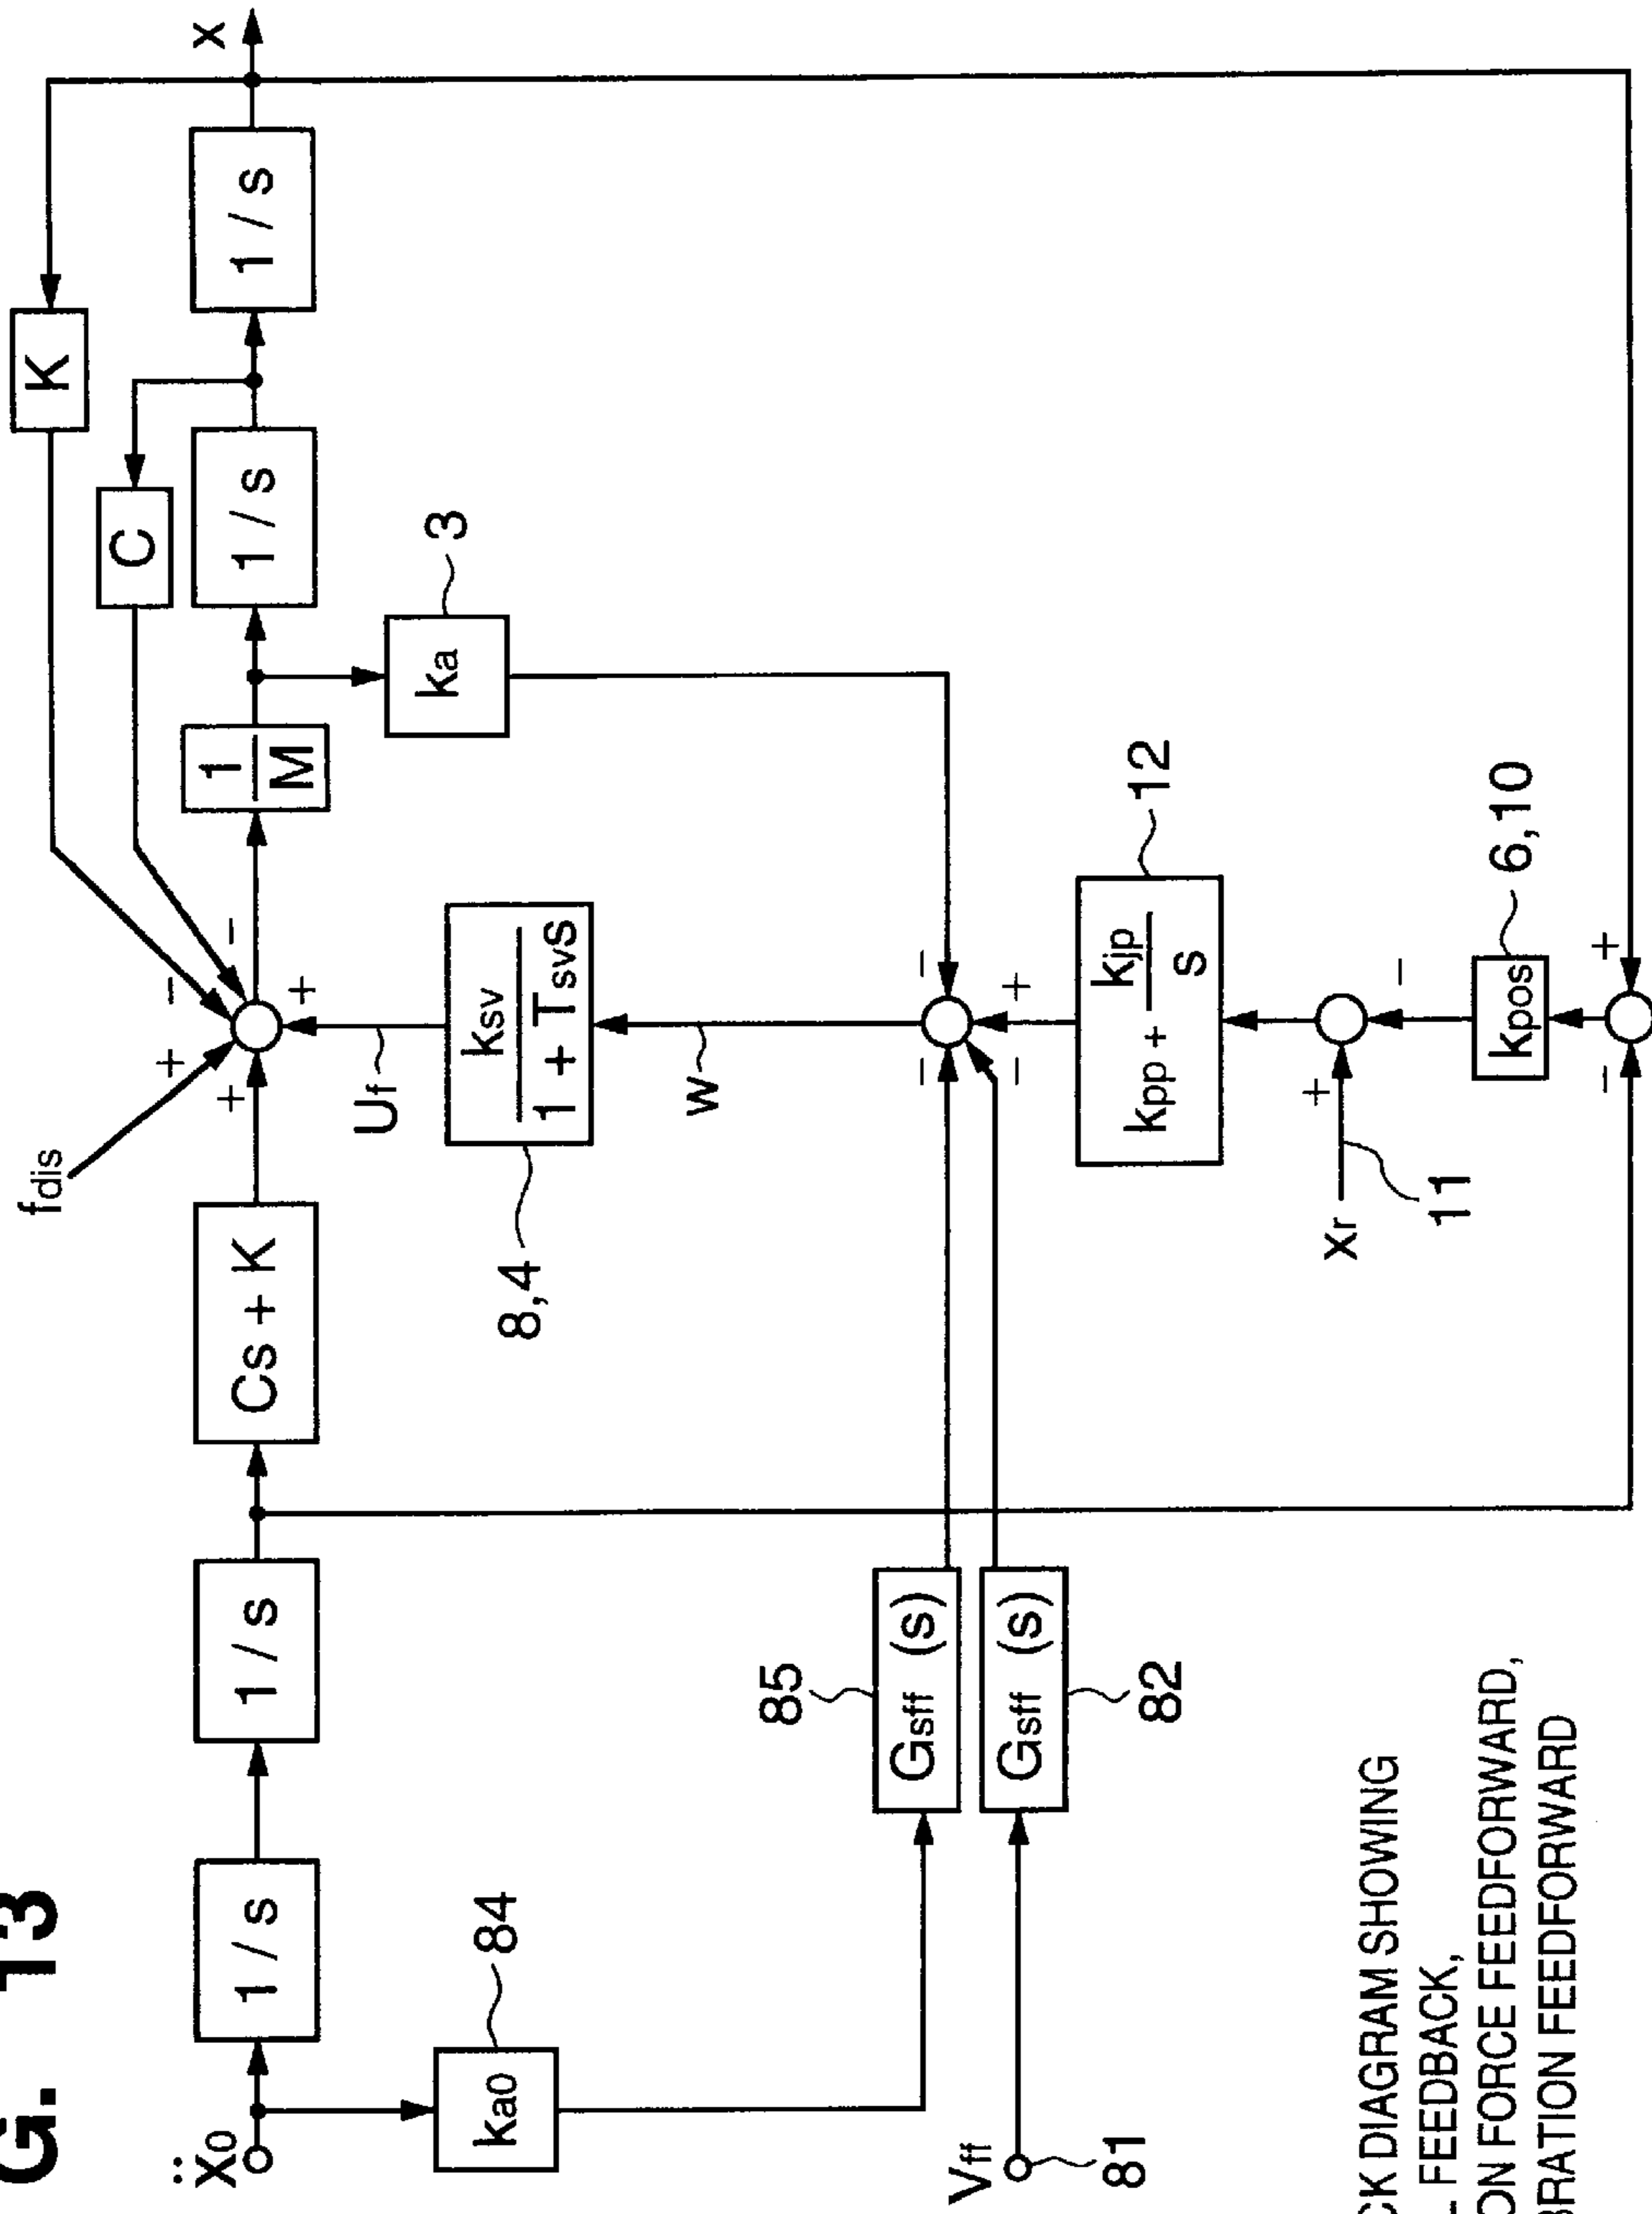 G. 13
ẍ0
1 / s
1 / s
Cs + K
fdis
+
+
−
−
+
1
M
1 / s
1 / s
x
K
C
ka0
84
ka
3
Uf
ksv
1 + Tsvs
8,4
w
Vff
81
Gsff (s)
85
Gsff (s)
82
−
−
−
+
kpp +
kjp
s
12
xr
11
+
−
kpos
6,10
−
+
CK DIAGRAM SHOWING
FEEDBACK,
ON FORCE FEEDFORWARD,
BRATION FEEDFORWARD